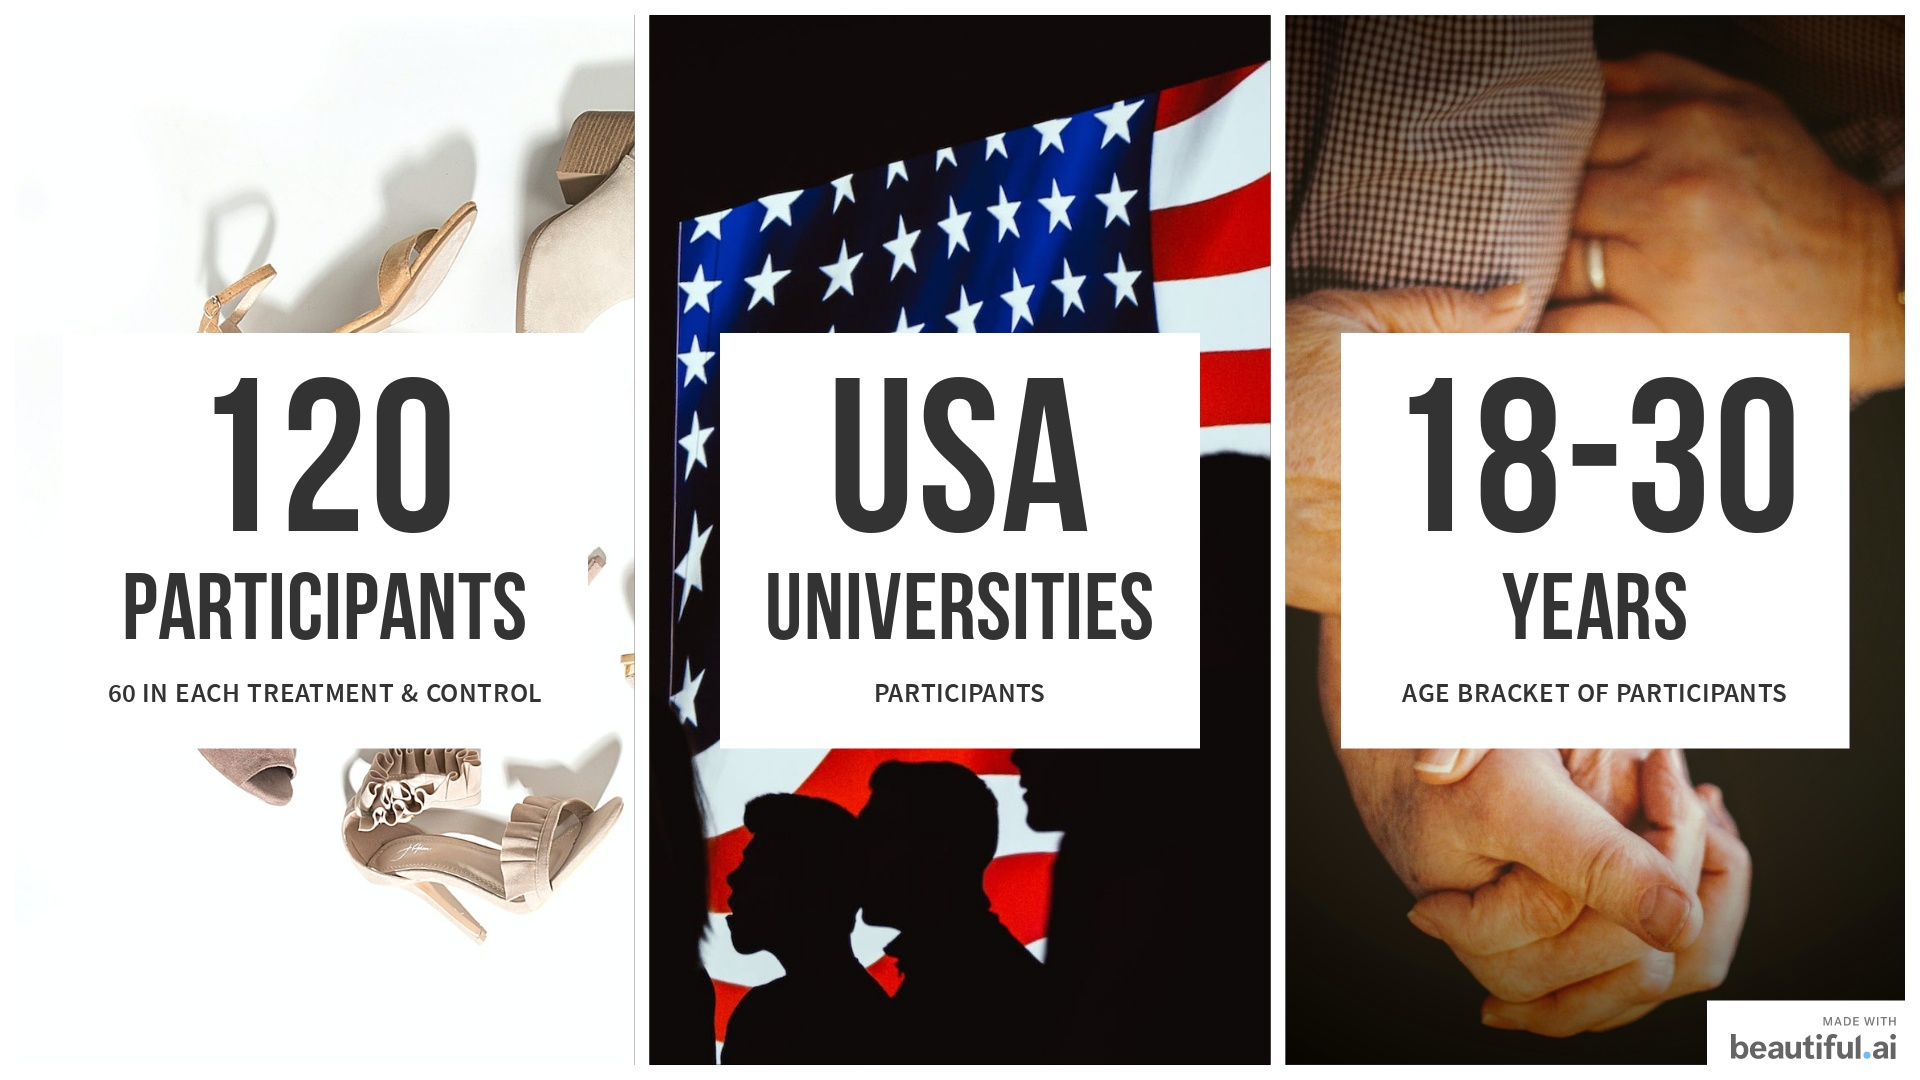 120
PARTICIPANTS
60 IN EACH TREATMENT & CONTROL
USA
UNIVERSITIES
PARTICIPANTS
18-30
YEARS
AGE BRACKET OF PARTICIPANTS
MADE WITH
beautiful.ai